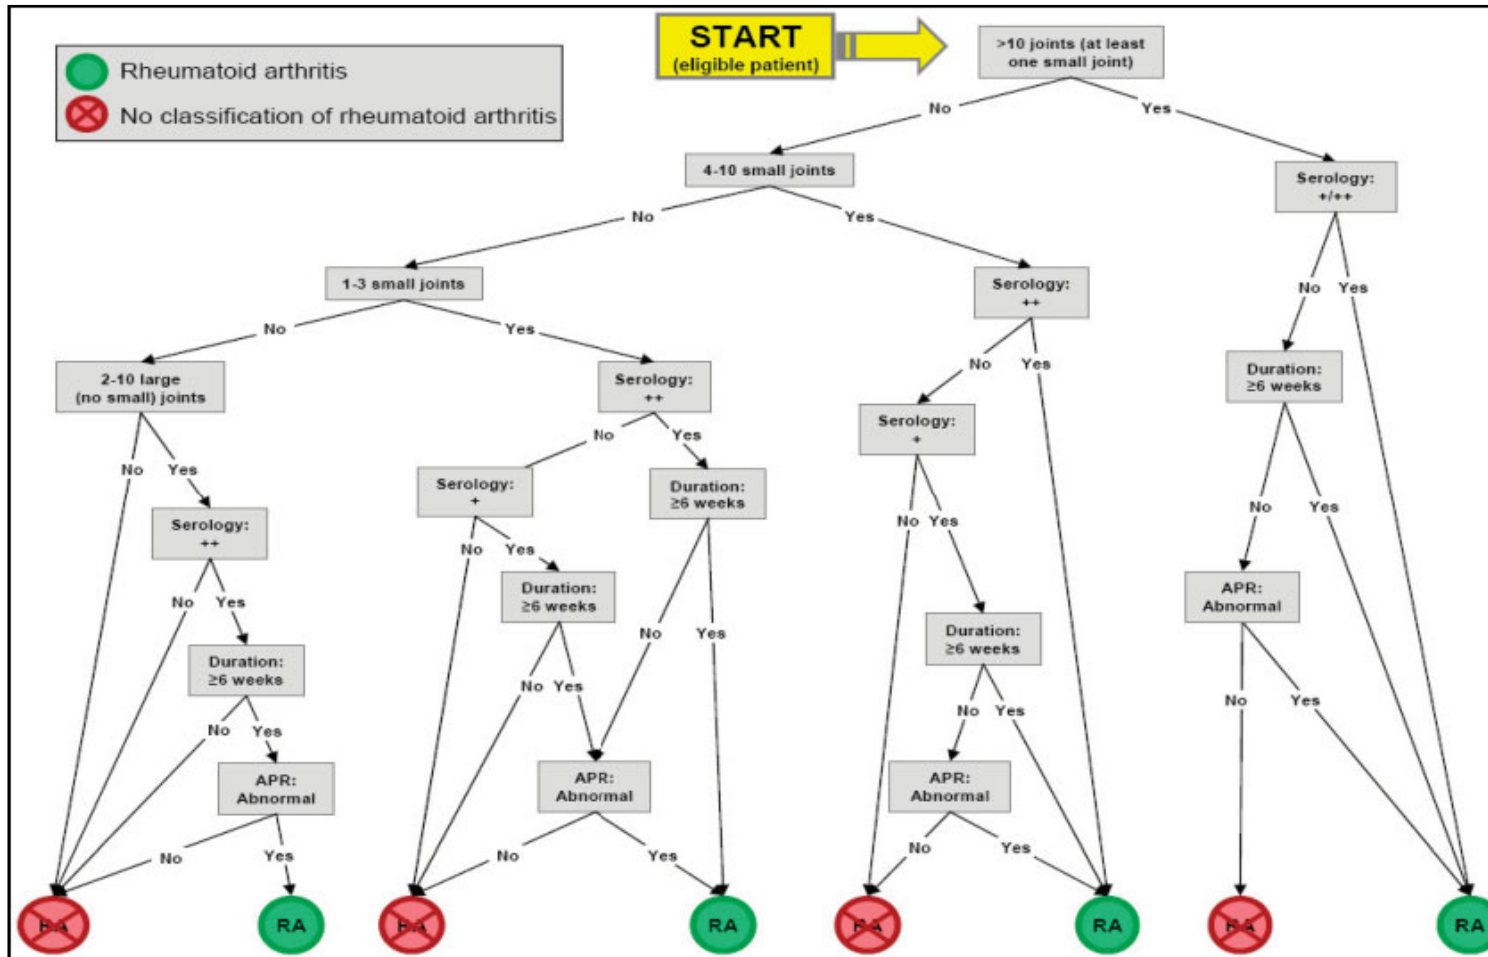 START
(eligible patient)
>10 joints (at least
one small joint)
Rheumatoid arthritis
No classification of rheumatoid arthritis
No
Yes
4-10 small joints
Serology:
+/++
No
Yes
1-3 small joints
Serology:
++
No
Yes
No
Yes
No
Yes
2-10 large
(no small) joints
Serology:
++
Serology:
+
Duration:
≥6 weeks
No
Yes
No
Yes
Serology:
+
Duration:
≥6 weeks
No
Yes
No
Yes
Serology:
++
No
Yes
No
Yes
Duration:
≥6 weeks
APR:
Abnormal
No
Yes
No
Yes
Duration:
≥6 weeks
Duration:
≥6 weeks
No
Yes
No
Yes
No
Yes
No
Yes
APR:
Abnormal
APR:
Abnormal
APR:
Abnormal
No
Yes
No
Yes
No
Yes
RA
RA
RA
RA
RA
RA
RA
RA